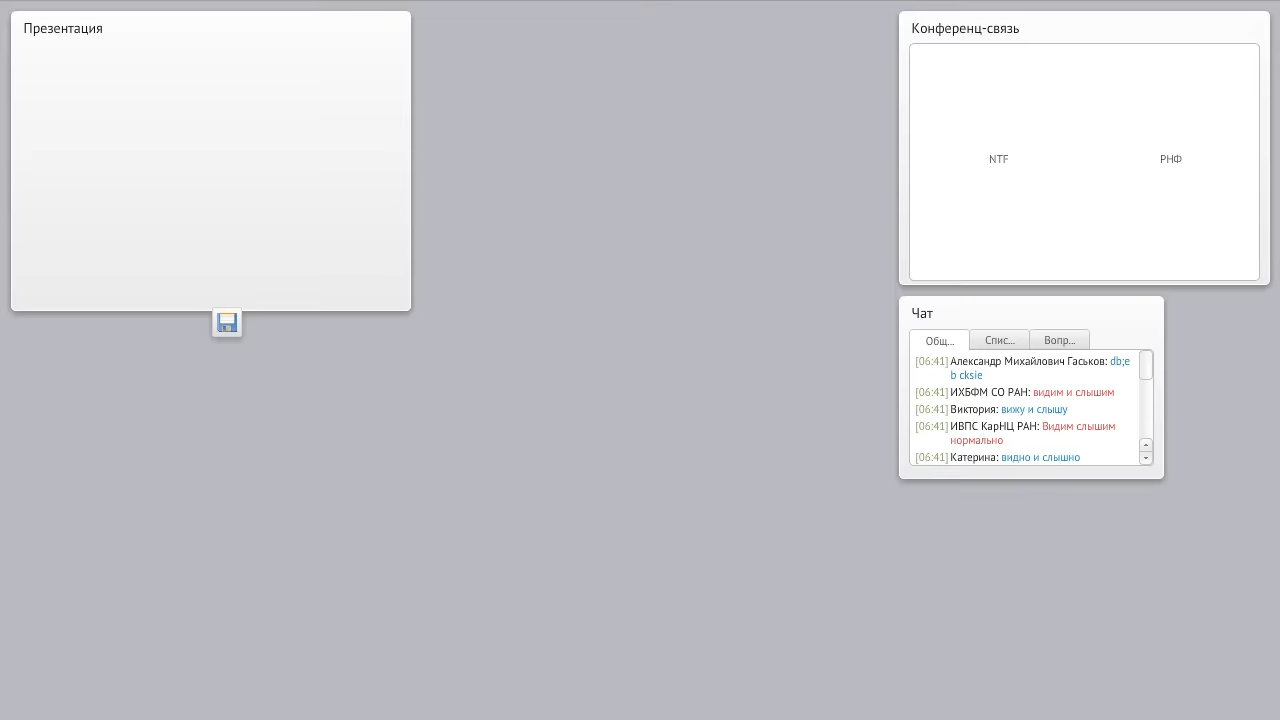 Презентация
Конференц-связь
NTF
РНФ
Чат
Общ...
Спис...
Вопр...
[06:41] Александр Михайлович Гаськов: db;e
b cksie
[06:41] ИХБФМ СО РАН: видим и слышим
[06:41] Виктория: вижу и слышу
[06:41] ИВПС КарНЦ РАН: Видим слышим
нормально
[06:41] Катерина: видно и слышно